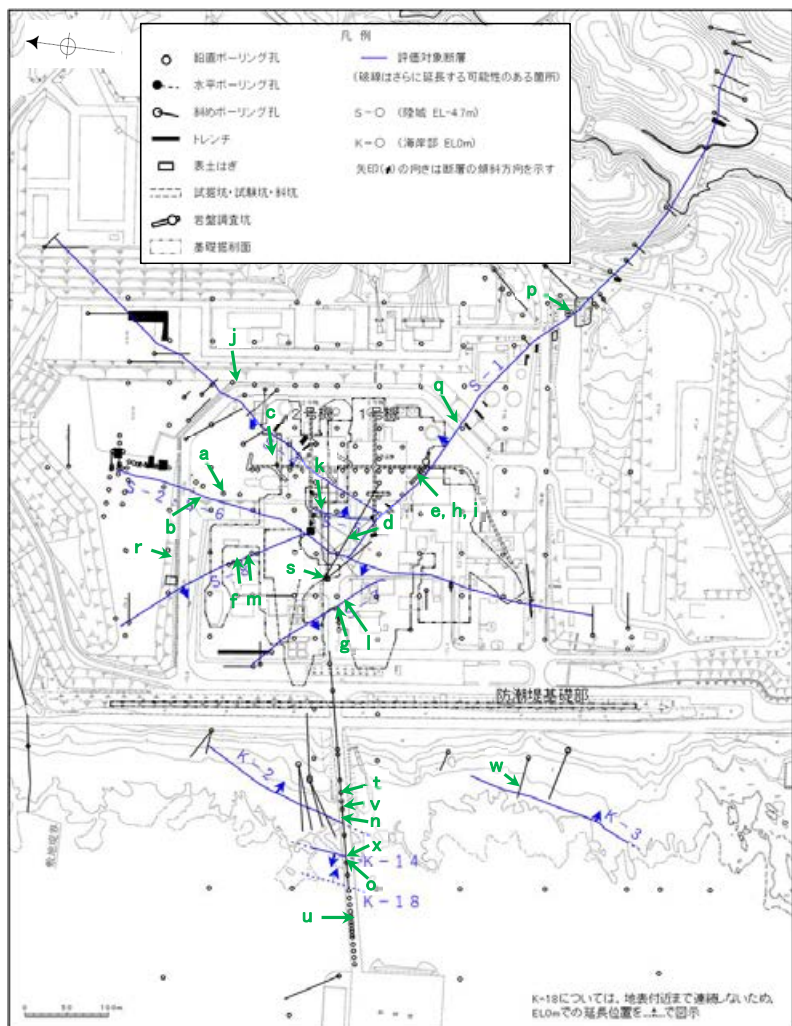 凡例
鉛直ボーリング孔
水平ボーリング孔
斜めボーリング孔
トレンチ
表土はぎ
試掘坑・試験坑・斜坑
岩盤調査坑
基礎掘削面
評価対象断層
(破線はさらに延長する可能性のある箇所)
S-○ (陸域 EL-4.7m)
K-○ (海岸部 EL0m)
矢印( )の向きは断層の傾斜方向を示す
p
j
S-1
q
c
2号機
1号機
a
k
e, h, i
S-2・S-6
b
d
r
s
f
m
g
l
防潮堤基礎部
K-2
t
w
v
n
K-3
x
K-14
o
K-18
u
敷地境界
0 50 100m
K-18については、地表付近まで連続しないため、
EL0mでの延長位置を…で図示